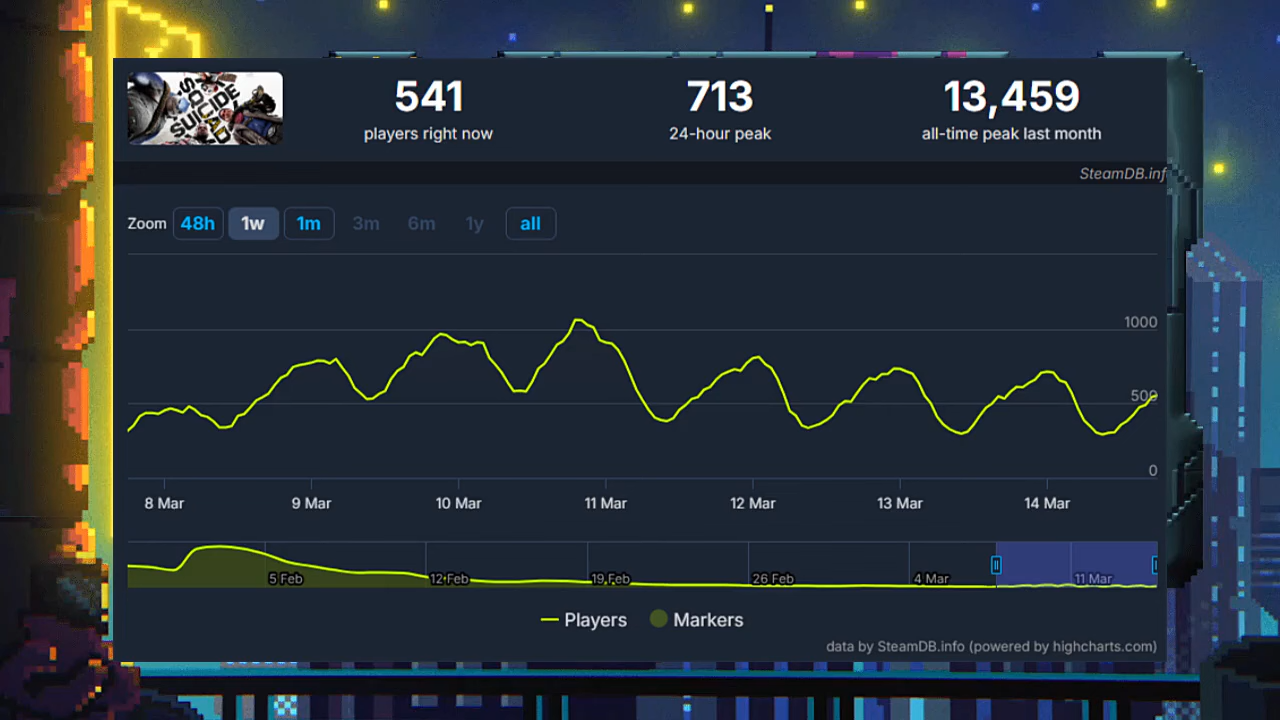 SUICIDE
SQUAD
541
players right now
713
24-hour peak
13,459
all-time peak last month
SteamDB.inf
Zoom 48h 1w 1m 3m 6m 1y all
1000
500
0
8 Mar 9 Mar 10 Mar 11 Mar 12 Mar 13 Mar 14 Mar
5 Feb 12 Feb 19 Feb 26 Feb 4 Mar 11 Mar
Players Markers
data by SteamDB.info (powered by highcharts.com)